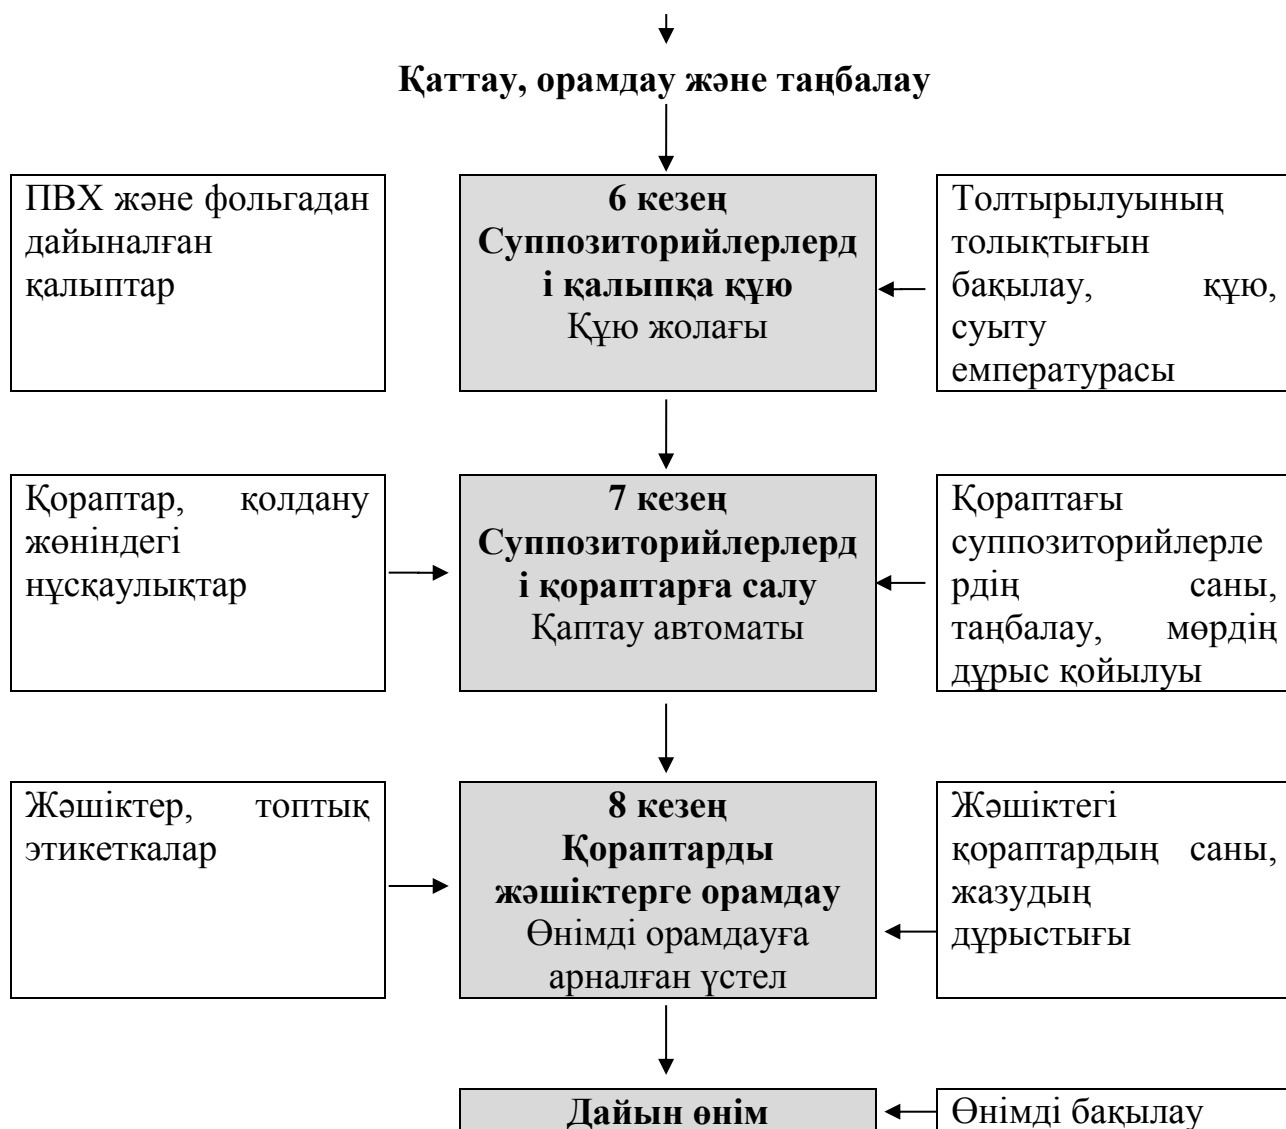 Қаттау, орамдау және таңбалау
ПВХ және фольгадан
дайыналған
қалыптар
6 кезең
Суппозиторийлерлерд
і қалыпқа құю
Құю жолағы
Толтырылуының
толықтығын
бақылау, құю,
суыту
емпературасы
Қораптар, қолдану
жөніндегі
нұсқаулықтар
7 кезең
Суппозиторийлерлерд
і қораптарға салу
Қаптау автоматы
Қораптағы
суппозиторийлерле
рдің саны,
таңбалау, мөрдің
дұрыс қойылуы
Жәшіктер, топтық
этикеткалар
8 кезең
Қораптарды
жәшіктерге орамдау
Өнімді орамдауға
арналған үстел
Жәшіктегі
қораптардың саны,
жазудың
дұрыстығы
Дайын өнім
Өнімді бақылау